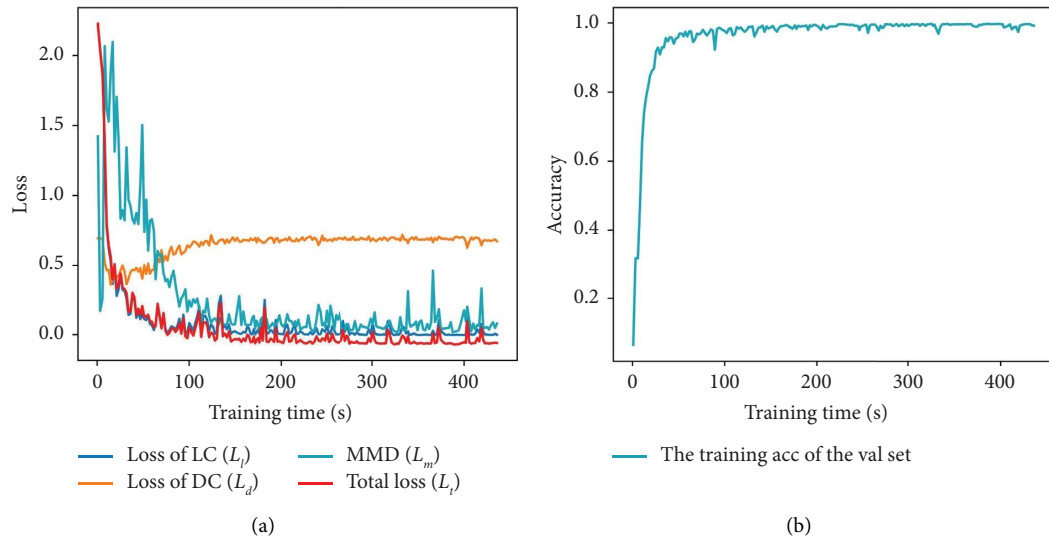 2.0
1.5
1.0
0.5
0.0
Loss
0
100
200
300
400
Training time (s)
Loss of LC (Lₗ)
MMD (Lₘ)
Loss of DC (L_d)
Total loss (Lₜ)
(a)
1.0
0.8
0.6
0.4
0.2
Accuracy
0
100
200
300
400
Training time (s)
The training acc of the val set
(b)